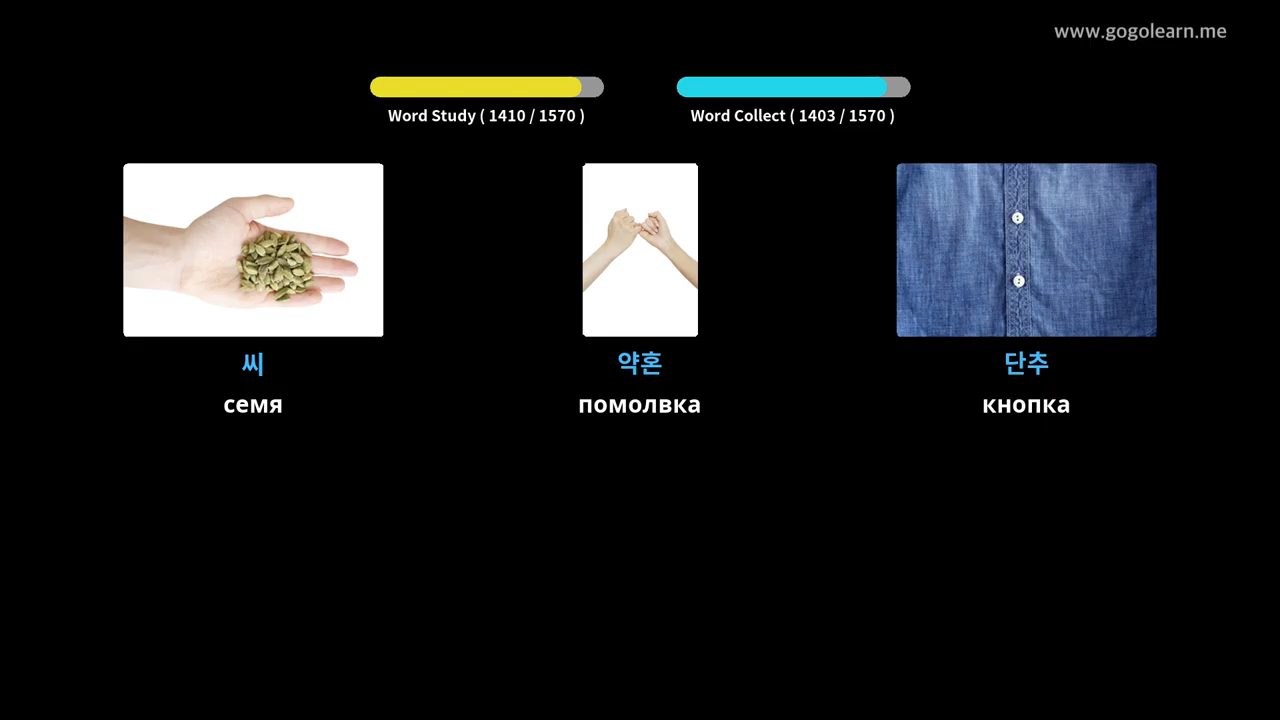 www.gogolearn.me
Word Study ( 1410 / 1570 )
Word Collect ( 1403 / 1570 )
씨
약혼
단추
семя
помолвка
кнопка